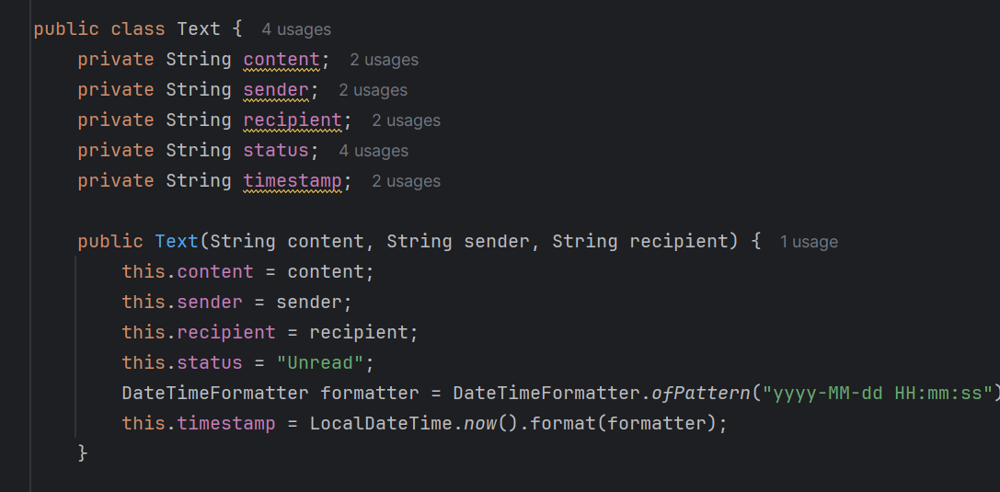 public class Text {   4 usages
    private String content;   2 usages
    private String sender;   2 usages
    private String recipient;   2 usages
    private String status;   4 usages
    private String timestamp;   2 usages
    public Text(String content, String sender, String recipient) {   1 usage
        this.content = content;
        this.sender = sender;
        this.recipient = recipient;
        this.status = "Unread";
        DateTimeFormatter formatter = DateTimeFormatter.ofPattern("yyyy-MM-dd HH:mm:ss")
        this.timestamp = LocalDateTime.now().format(formatter);
    }